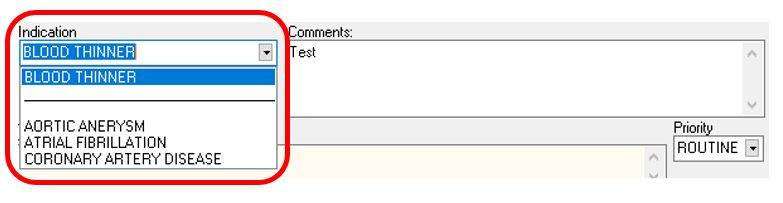 Indication
Comments:
BLOOD THINNER
Test
BLOOD THINNER
AORTIC ANERYSM
ATRIAL FIBRILLATION
CORONARY ARTERY DISEASE
Priority
ROUTINE